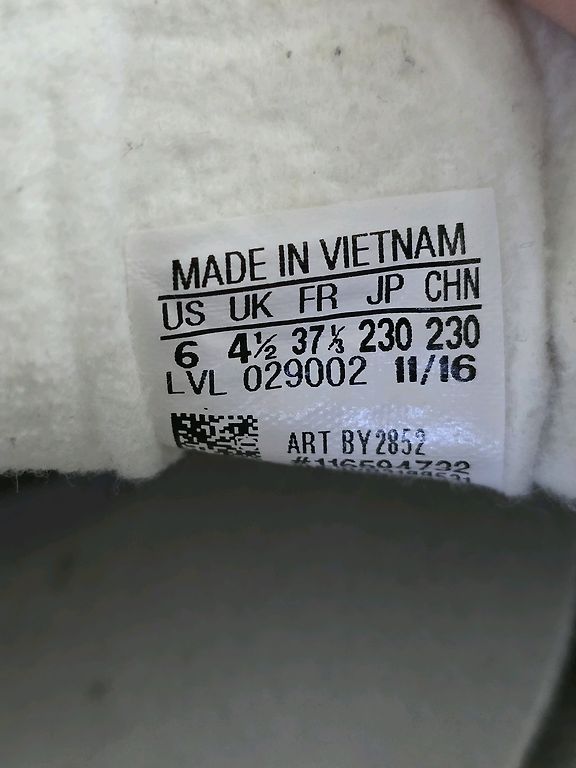 MADE IN VIETNAM
US UK FR JP CHN
6 4½ 37⅓ 230 230
LVL 029002 11/16
ART BY2852
#116594722